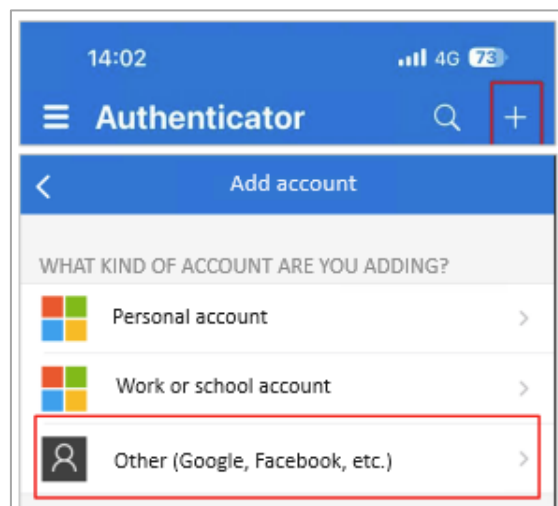 14:02 4G 73
Authenticator
Add account
WHAT KIND OF ACCOUNT ARE YOU ADDING?
Personal account
Work or school account
Other (Google, Facebook, etc.)